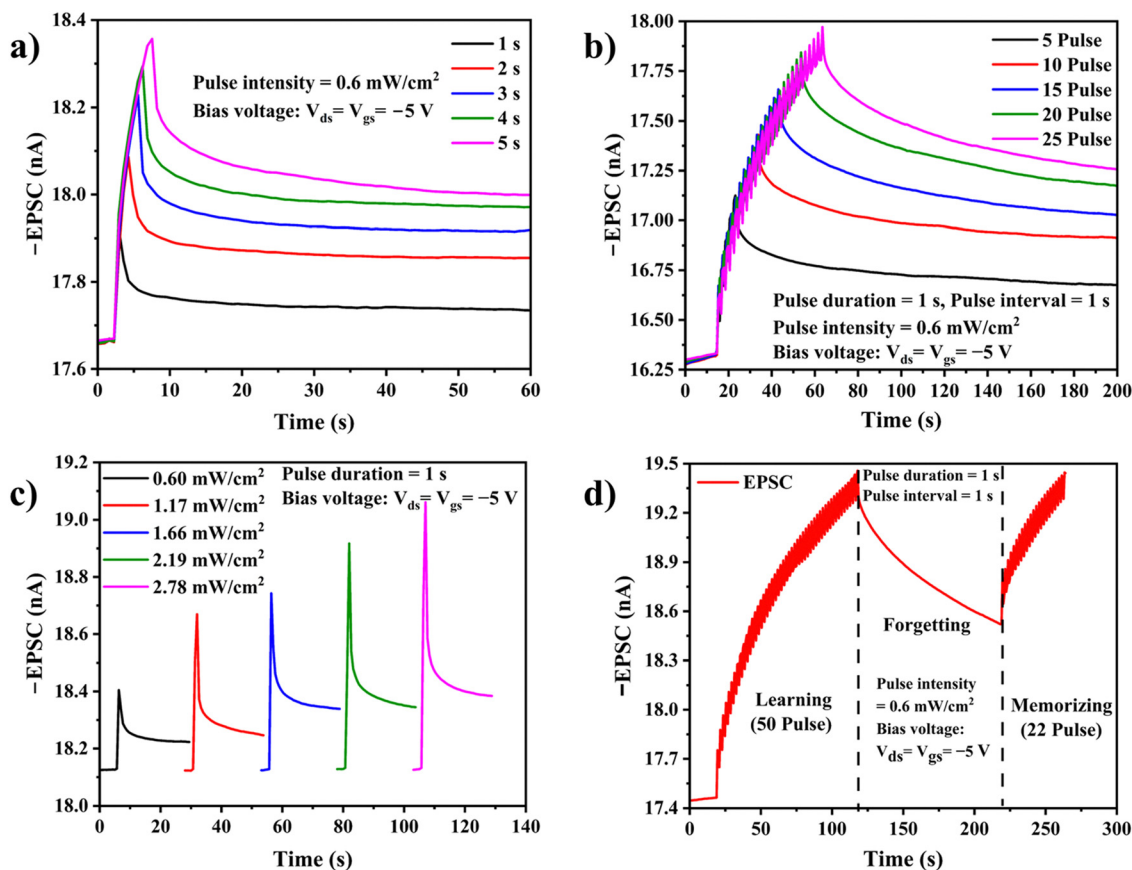 a)
18.4
18.2
18.0
17.8
17.6
−EPSC (nA)
0 10 20 30 40 50 60
Time (s)
Pulse intensity = 0.6 mW/cm²
Bias voltage: Vds= Vgs= −5 V
1 s
2 s
3 s
4 s
5 s
b)
18.00
17.75
17.50
17.25
17.00
16.75
16.50
16.25
−EPSC (nA)
0 20 40 60 80 100 120 140 160 180 200
Time (s)
5 Pulse
10 Pulse
15 Pulse
20 Pulse
25 Pulse
Pulse duration = 1 s, Pulse interval = 1 s
Pulse intensity = 0.6 mW/cm²
Bias voltage: Vds= Vgs= −5 V
c)
19.2
19.0
18.8
18.6
18.4
18.2
18.0
−EPSC (nA)
0 20 40 60 80 100 120 140
Time (s)
0.60 mW/cm²
1.17 mW/cm²
1.66 mW/cm²
2.19 mW/cm²
2.78 mW/cm²
Pulse duration = 1 s
Bias voltage: Vds= Vgs= −5 V
d)
19.5
19.2
18.9
18.6
18.3
18.0
17.7
17.4
−EPSC (nA)
0 50 100 150 200 250 300
Time (s)
EPSC
Pulse duration = 1 s
Pulse interval = 1 s
Forgetting
Learning
(50 Pulse)
Pulse intensity
= 0.6 mW/cm²
Bias voltage:
Vds= Vgs= −5 V
Memorizing
(22 Pulse)